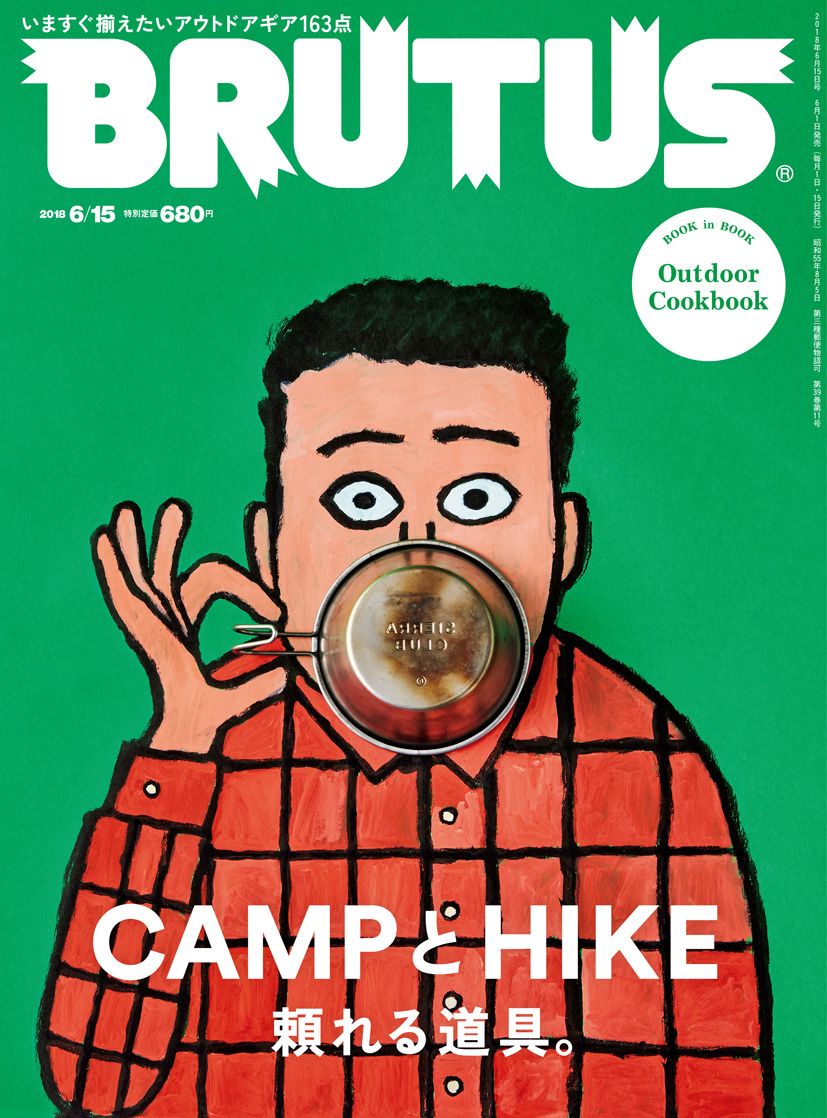 いますぐ揃えたいアウトドアギア163点
BRUTUS®
2018 6/15 特別定価680円
2018年6月15日号 6月1日発売(毎月1日・15日発行) 昭和55年8月5日 第三種郵便物認可 第39巻第11号
BOOK in BOOK
Outdoor
Cookbook
SIERRA
CLUB
®
CAMPとHIKE
頼れる道具。